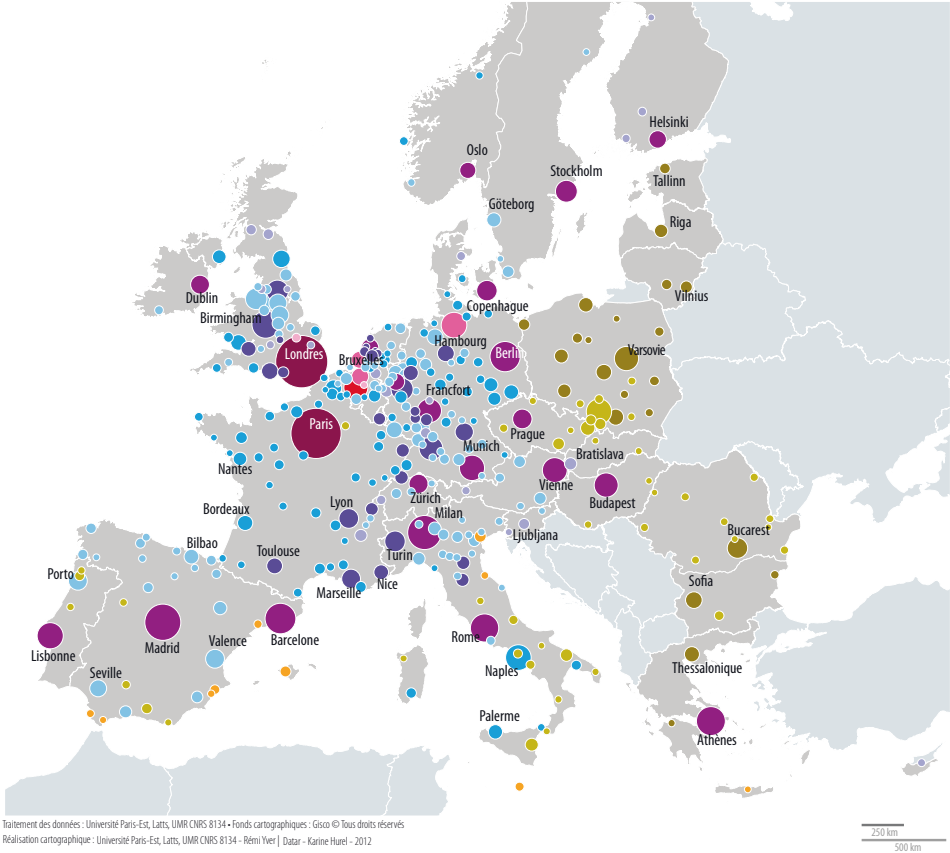 Helsinki
Oslo
Stockholm
Tallinn
Göteborg
Riga
Dublin
Vilnius
Copenhague
Birmingham
Hambourg
Londres
Bruxelles
Berlin
Varsovie
Francfort
Paris
Prague
Munich
Bratislava
Nantes
Vienne
Zurich
Budapest
Lyon
Bordeaux
Milan
Bucarest
Ljubljana
Bilbao
Toulouse
Turin
Porto
Marseille
Nice
Sofia
Rome
Barcelone
Valence
Madrid
Lisbonne
Thessalonique
Seville
Naples
Palerme
Athènes
Traitement des données : Université Paris-Est, Latts, UMR CNRS 8134 • Fonds cartographiques : Gisco © Tous droits réservés
Réalisation cartographique : Université Paris-Est, Latts, UMR CNRS 8134 - Rémi Yver | Datar - Karine Hurel - 2012
250 km
500 km